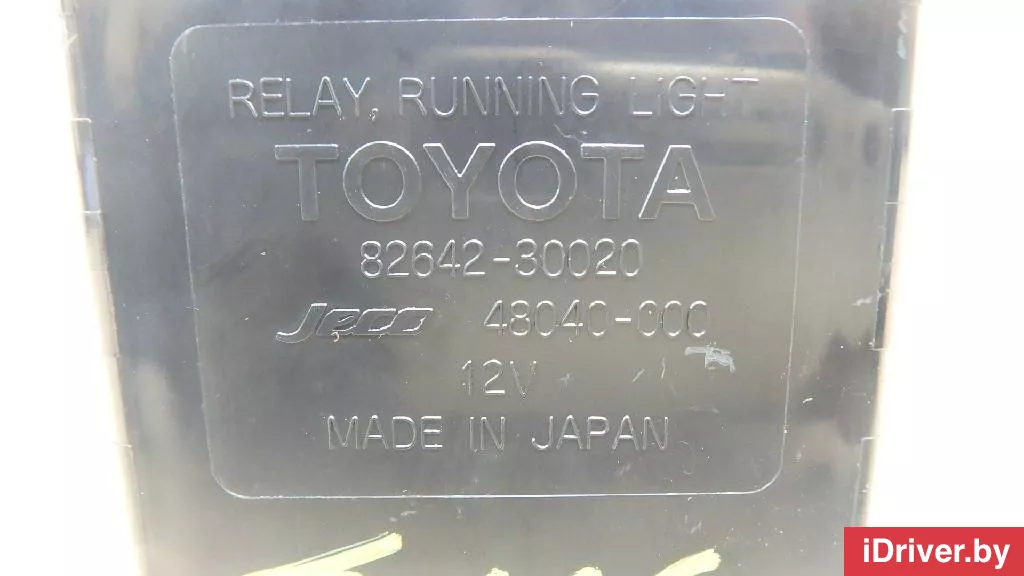 RELAY, RUNNING LIGHT
TOYOTA
82642-30020
Jeco 48040-000
12V
MADE IN JAPAN
iDriver.by